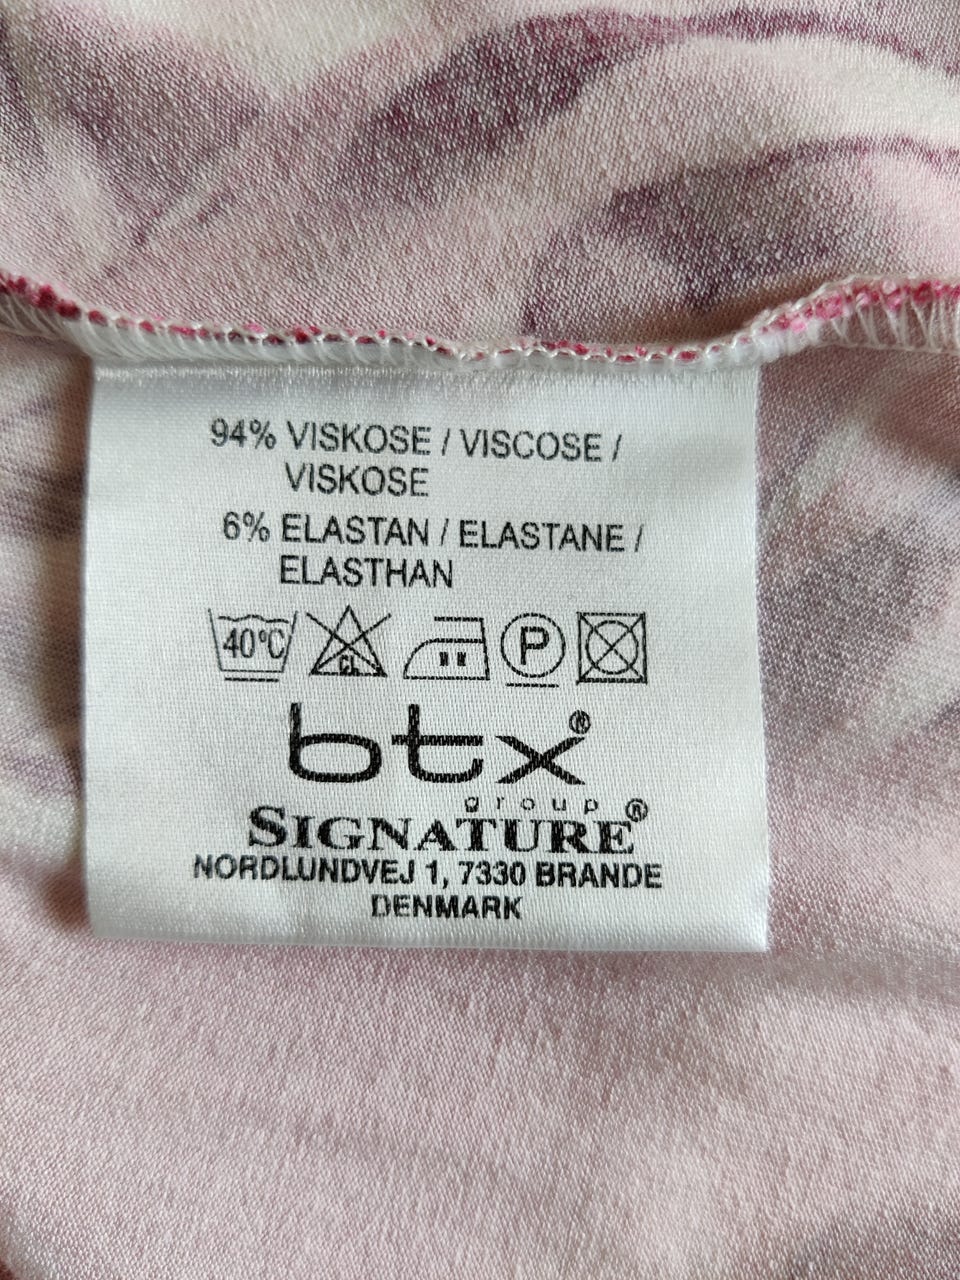 94% VISKOSE / VISCOSE /
VISKOSE
6% ELASTAN / ELASTANE /
ELASTHAN
40°C CL P
btx®
group
SIGNATURE®
NORDLUNDVEJ 1, 7330 BRANDE
DENMARK